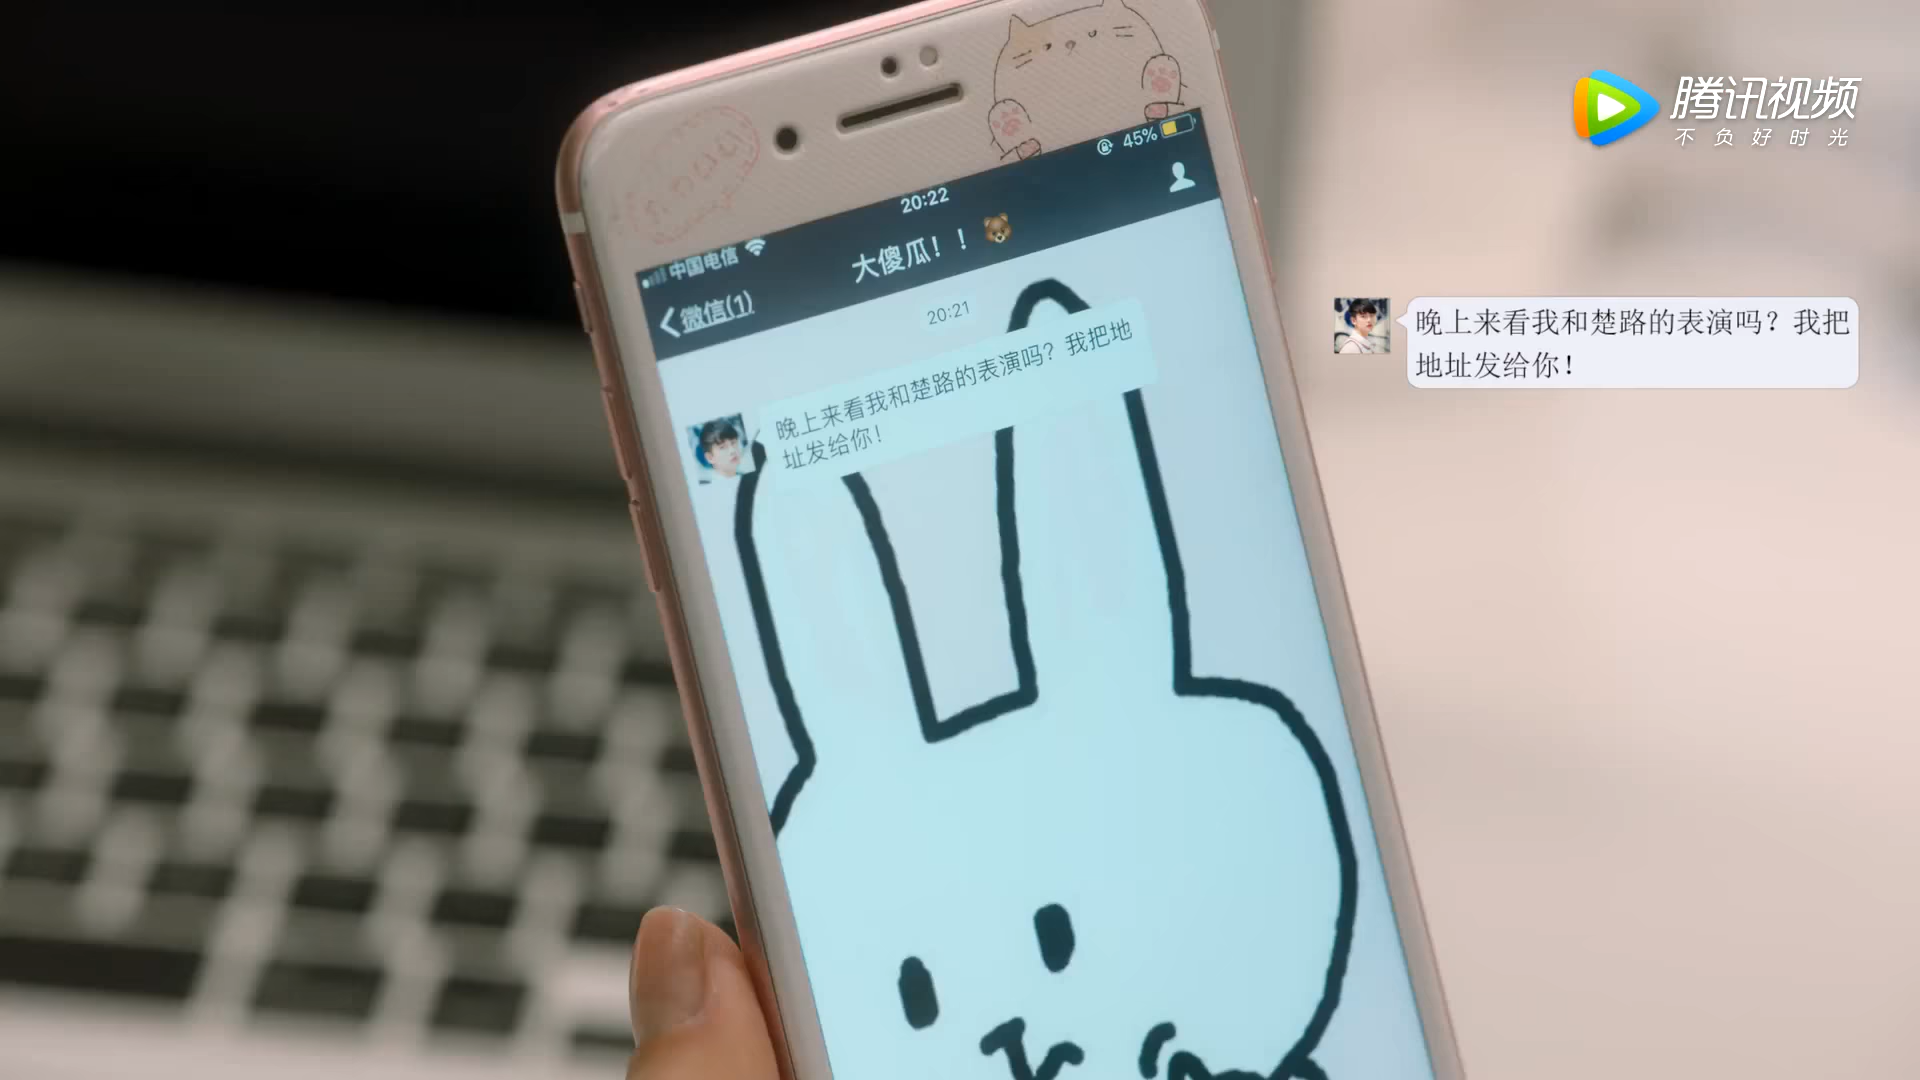 腾讯视频
不负好时光
45%
20:22
中国电信
微信(1)
大傻瓜！！🐻
20:21
晚上来看我和楚路的表演吗？我把地
址发给你！
晚上来看我和楚路的表演吗？我把
地址发给你！